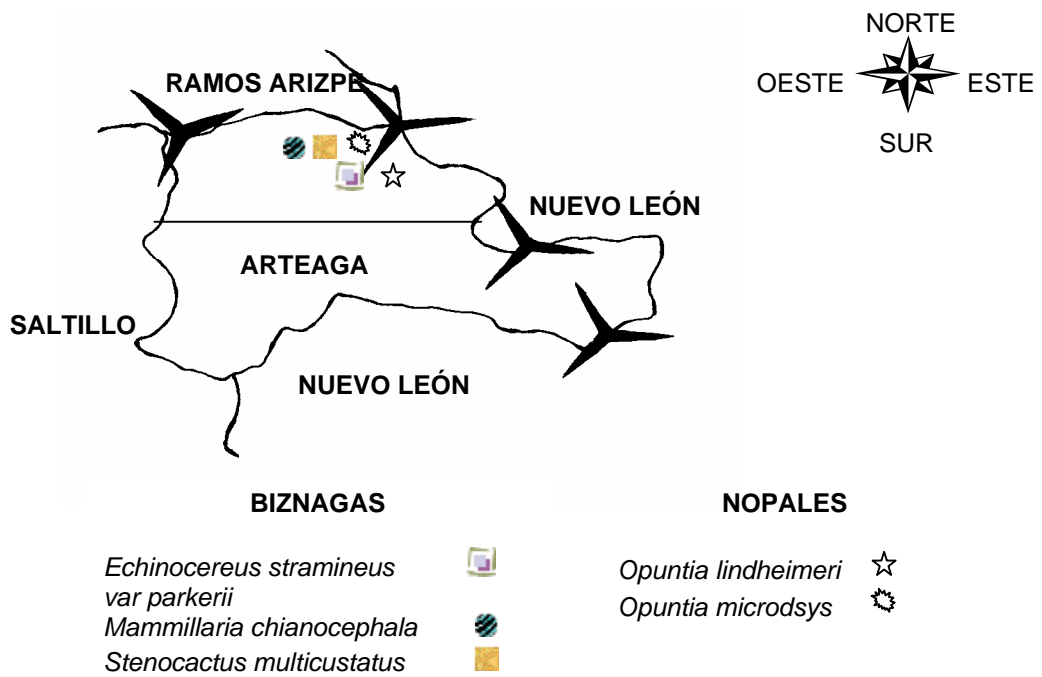 NORTE
RAMOS ARIZPE
OESTE
ESTE
SUR
NUEVO LEÓN
ARTEAGA
SALTILLO
NUEVO LEÓN
BIZNAGAS
NOPALES
Echinocereus stramineus
var parkerii
Mammillaria chianocephala
Stenocactus multicustatus
Opuntia lindheimeri
Opuntia microdsys